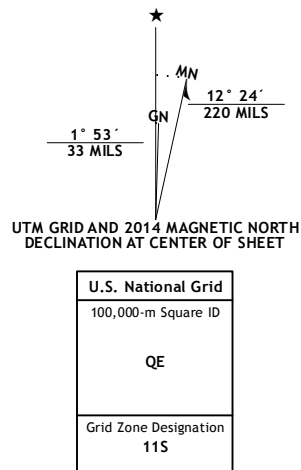 ★
MN
GN
12° 24´
220 MILS
1° 53´
33 MILS
UTM GRID AND 2014 MAGNETIC NORTH
DECLINATION AT CENTER OF SHEET
U.S. National Grid
100,000-m Square ID
QE
Grid Zone Designation
11S